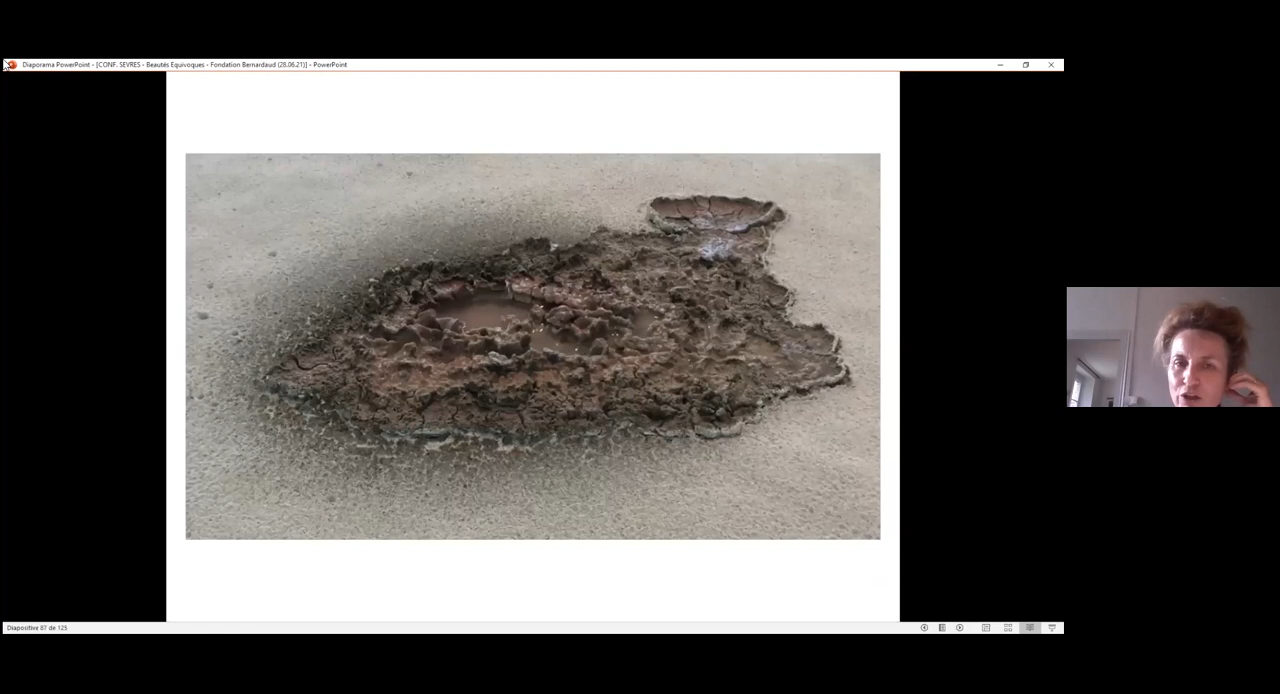 Diaporama PowerPoint - [CONF. SEVRES - Beautés Equivoques - Fondation Bernardaud (28.06.21)] - PowerPoint
Diapositive 87 de 125